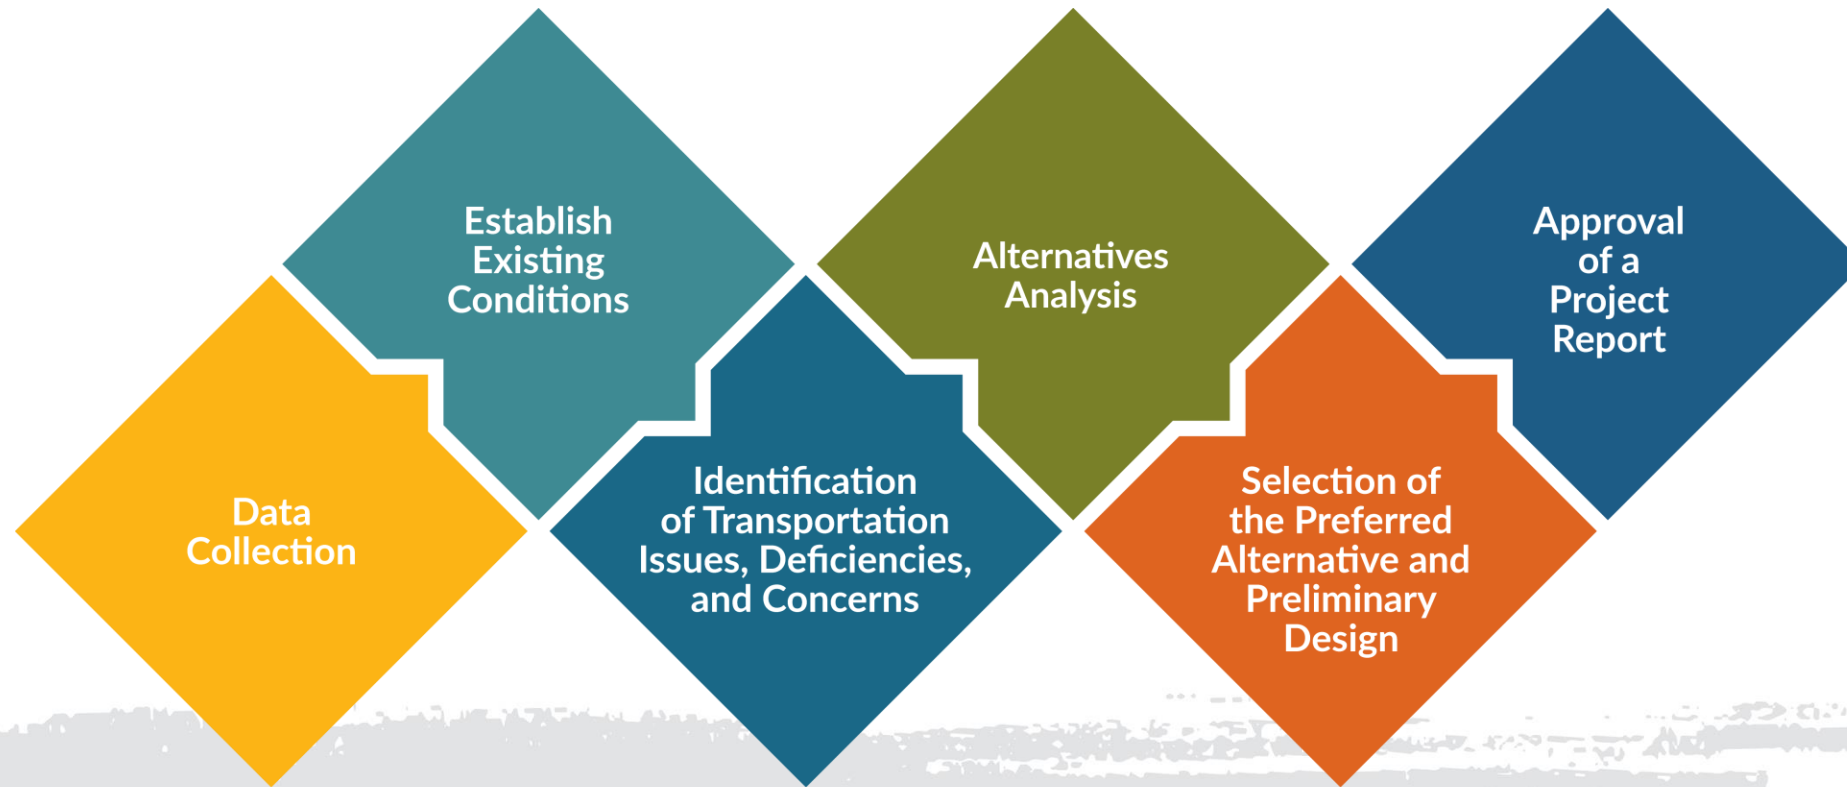 Data
Collection
Establish
Existing
Conditions
Identification
of Transportation
Issues, Deficiencies,
and Concerns
Alternatives
Analysis
Selection of
the Preferred
Alternative and
Preliminary
Design
Approval
of a
Project
Report